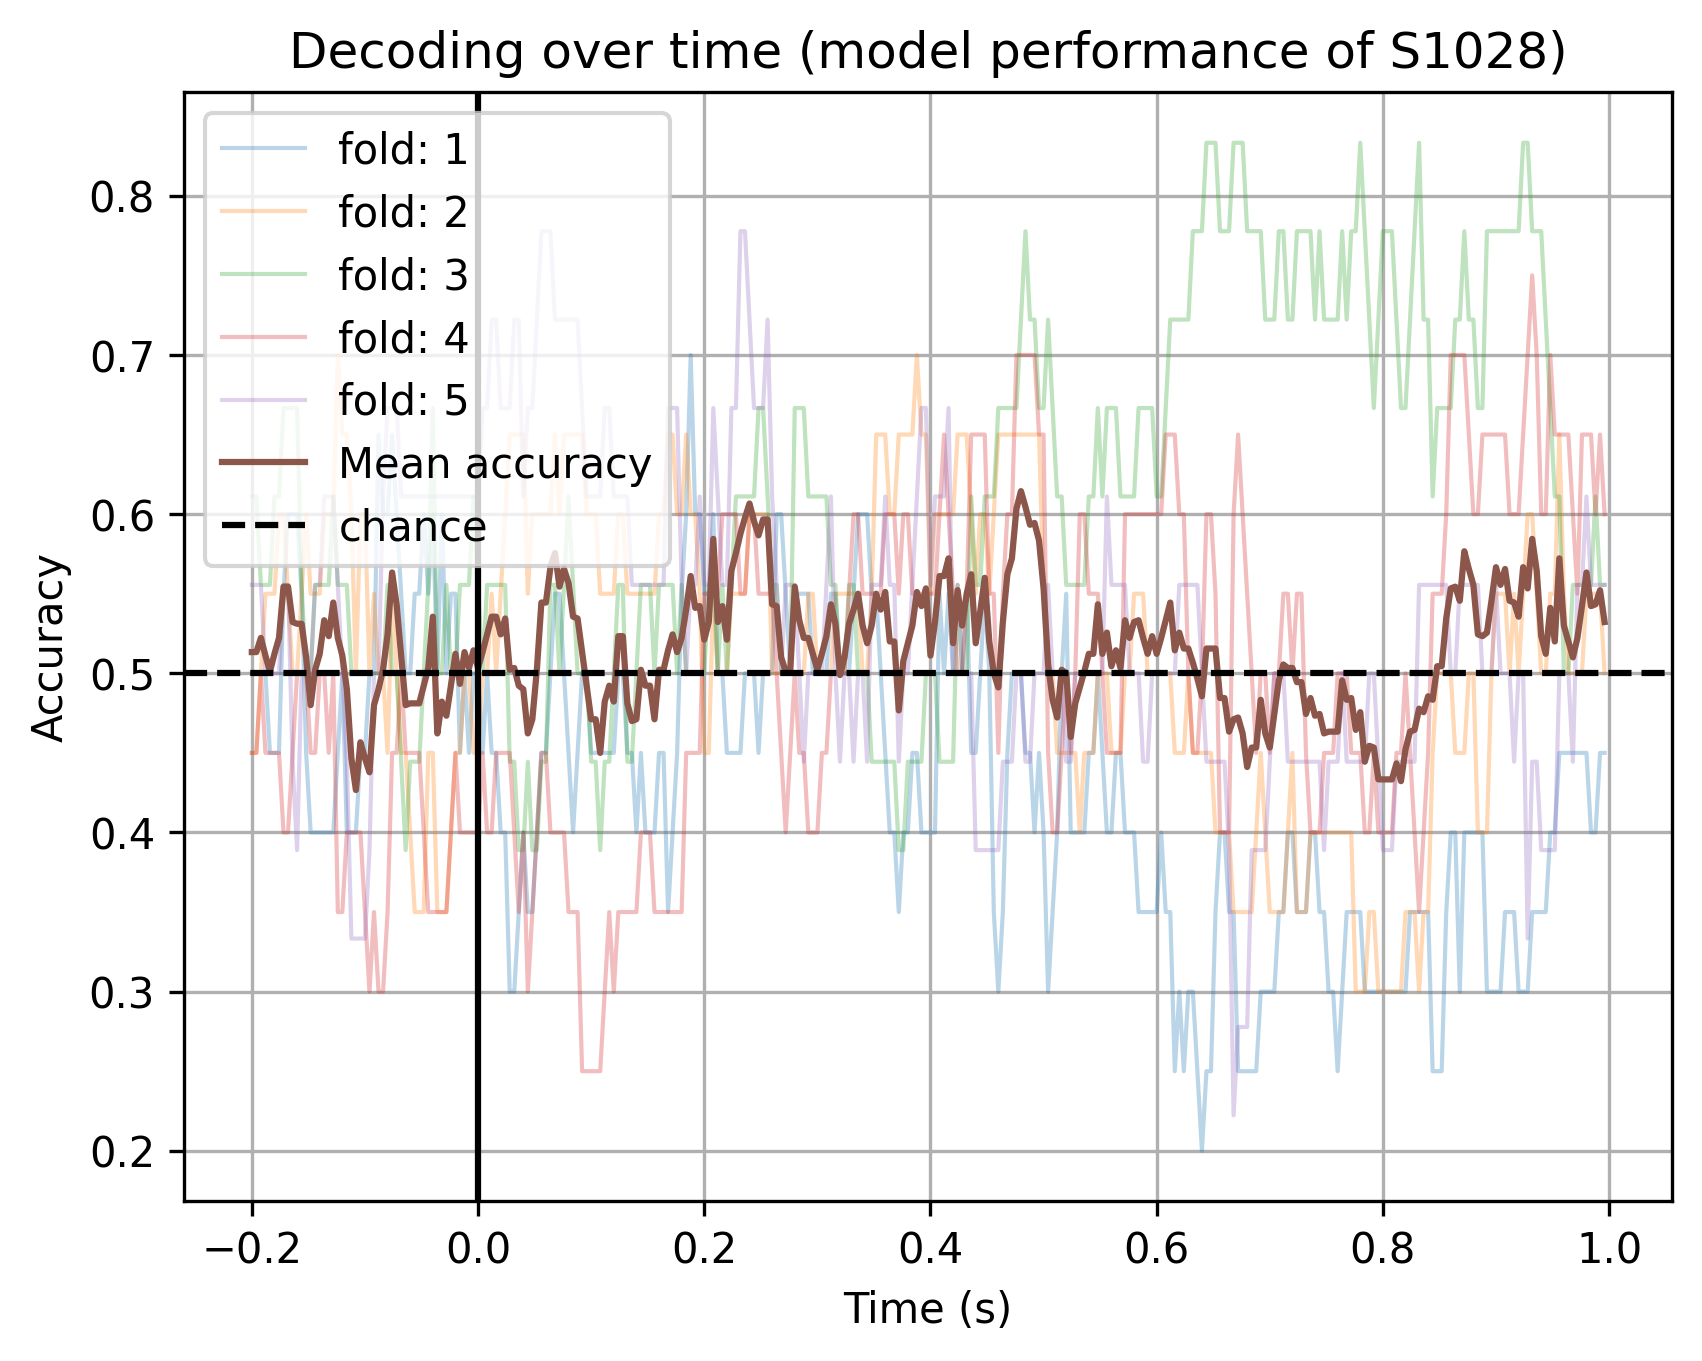 Decoding over time (model performance of S1028)
fold: 1
fold: 2
fold: 3
fold: 4
fold: 5
Mean accuracy
chance
Accuracy
0.8
0.7
0.6
0.5
0.4
0.3
0.2
−0.2 0.0 0.2 0.4 0.6 0.8 1.0
Time (s)